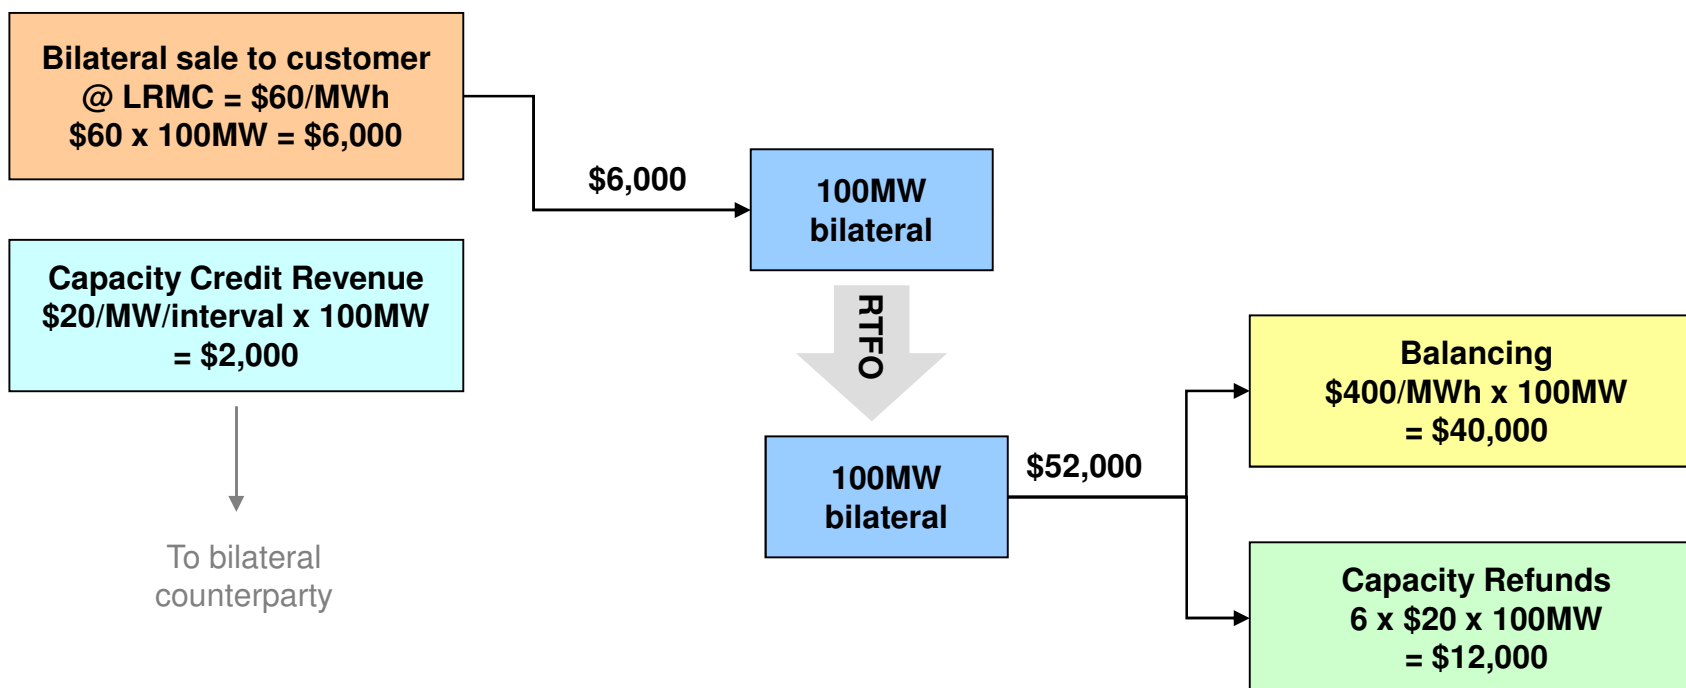 Bilateral sale to customer
@ LRMC = $60/MWh
$60 x 100MW = $6,000
$6,000
100MW
bilateral
Capacity Credit Revenue
$20/MW/interval x 100MW
= $2,000
To bilateral
counterparty
RTFO
100MW
bilateral
$52,000
Balancing
$400/MWh x 100MW
= $40,000
Capacity Refunds
6 x $20 x 100MW
= $12,000